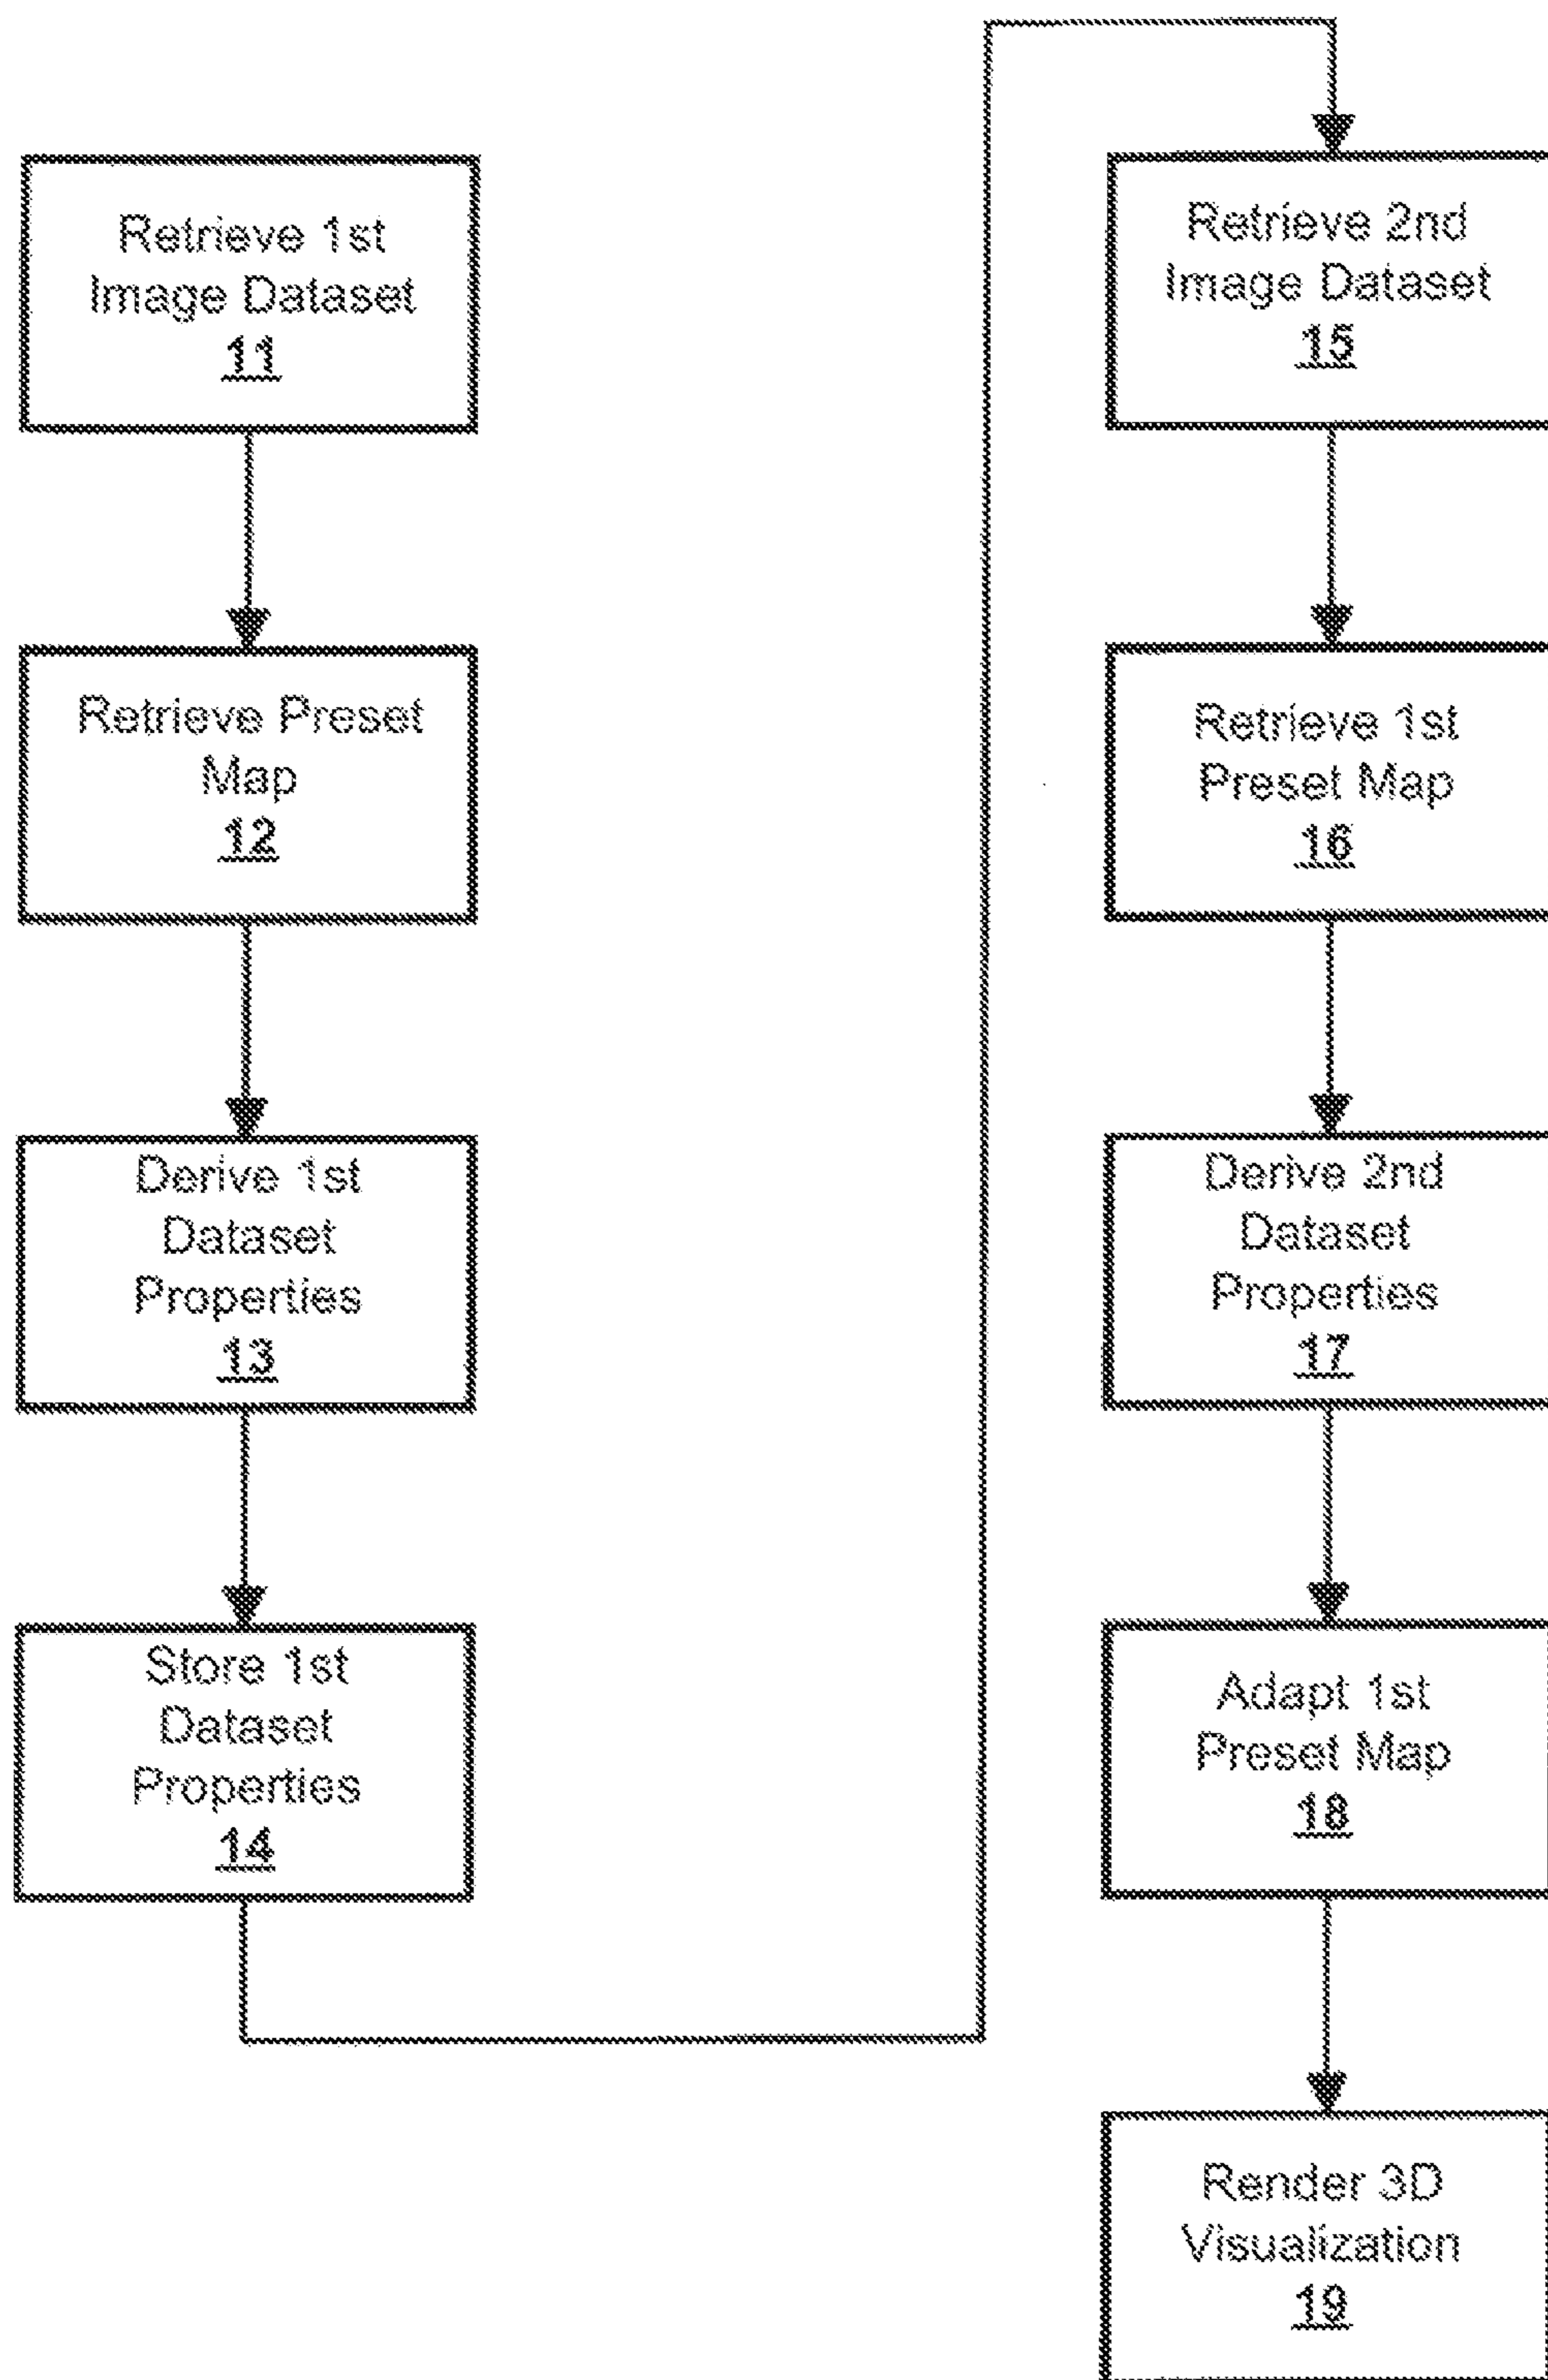 Retrieve 1st
Image Dataset
11
Retrieve Preset
Map
12
Derive 1st
Dataset
Properties
13
Store 1st
Dataset
Properties
14
Retrieve 2nd
Image Dataset
15
Retrieve 1st
Preset Map
16
Derive 2nd
Dataset
Properties
17
Adapt 1st
Preset Map
18
Render 3D
Visualization
19